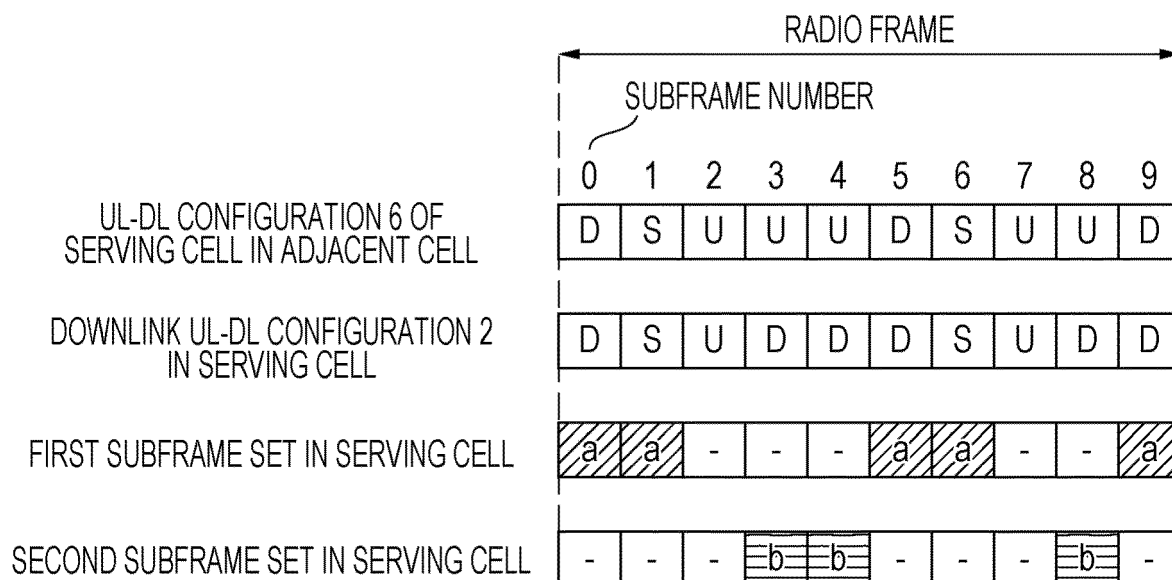 RADIO FRAME
SUBFRAME NUMBER
0 1 2 3 4 5 6 7 8 9
UL-DL CONFIGURATION 6 OF
SERVING CELL IN ADJACENT CELL
D S U U U D S U U D
DOWNLINK UL-DL CONFIGURATION 2
IN SERVING CELL
D S U D D D S U D D
FIRST SUBFRAME SET IN SERVING CELL
a a - - - a a - - a
SECOND SUBFRAME SET IN SERVING CELL
- - - b b - - - b -